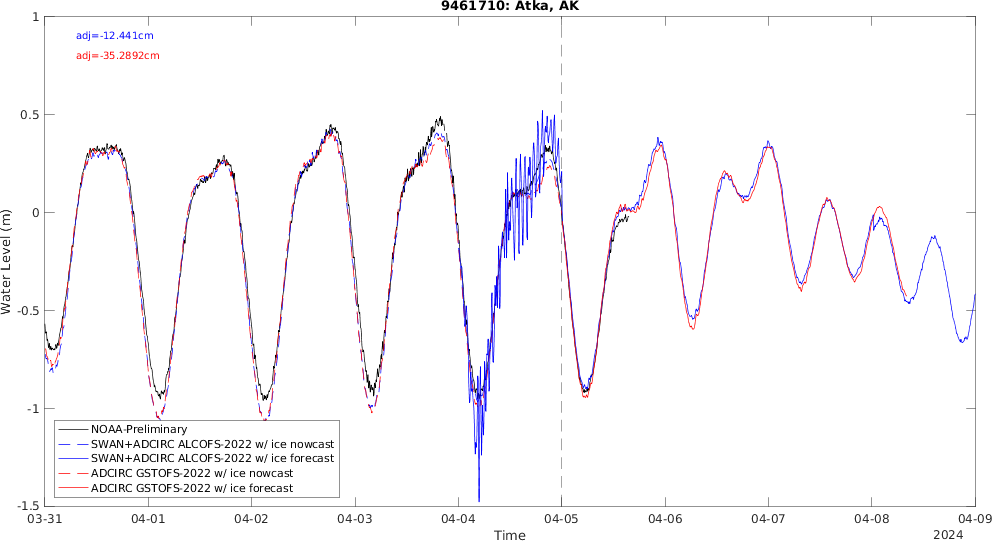 9461710: Atka, AK
adj=-12.441cm
adj=-35.2892cm
1
0.5
0
-0.5
-1
-1.5
Water Level (m)
NOAA-Preliminary
SWAN+ADCIRC ALCOFS-2022 w/ ice nowcast
SWAN+ADCIRC ALCOFS-2022 w/ ice forecast
ADCIRC GSTOFS-2022 w/ ice nowcast
ADCIRC GSTOFS-2022 w/ ice forecast
03-31 04-01 04-02 04-03 04-04 04-05 04-06 04-07 04-08 04-09
Time
2024